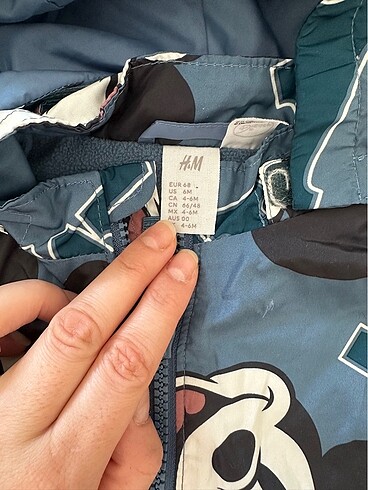 H&M
EUR 68
US 6M
CA 4-6M
CN 66/48
MX 4-6M
AUS 00
4-6M